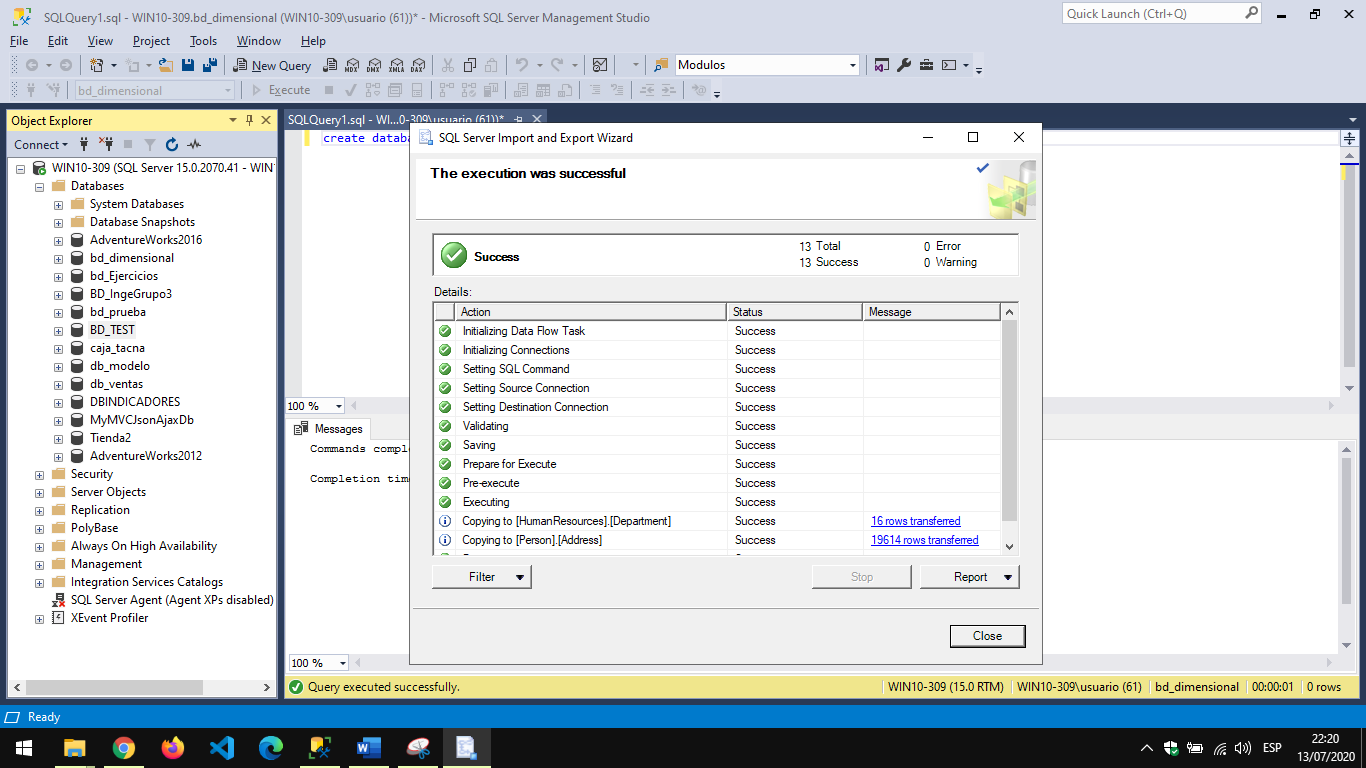 SQLQuery1.sql - WIN10-309.bd_dimensional (WIN10-309\usuario (61))* - Microsoft SQL Server Management Studio
Quick Launch (Ctrl+Q)
File Edit View Project Tools Window Help
New Query MDX DMX XMLA DAX Modulos
bd_dimensional Execute
Object Explorer
Connect
WIN10-309 (SQL Server 15.0.2070.41 - WIN
Databases
System Databases
Database Snapshots
AdventureWorks2016
bd_dimensional
bd_Ejercicios
BD_IngeGrupo3
bd_prueba
BD_TEST
caja_tacna
db_modelo
db_ventas
DBINDICADORES
MyMVCJsonAjaxDb
Tienda2
AdventureWorks2012
Security
Server Objects
Replication
PolyBase
Always On High Availability
Management
Integration Services Catalogs
SQL Server Agent (Agent XPs disabled)
XEvent Profiler
SQLQuery1.sql - WI...0-309\usuario (61))*
create databa
100 %
Messages
Commands comple
Completion time
100 %
SQL Server Import and Export Wizard
The execution was successful
Success
13 Total 0 Error
13 Success 0 Warning
Details:
Action Status Message
Initializing Data Flow Task Success
Initializing Connections Success
Setting SQL Command Success
Setting Source Connection Success
Setting Destination Connection Success
Validating Success
Saving Success
Prepare for Execute Success
Pre-execute Success
Executing Success
Copying to [HumanResources].[Department] Success 16 rows transferred
Copying to [Person].[Address] Success 19614 rows transferred
Filter Stop Report
Close
Query executed successfully. WIN10-309 (15.0 RTM) WIN10-309\usuario (61) bd_dimensional 00:00:01 0 rows
Ready
ESP 22:20
13/07/2020